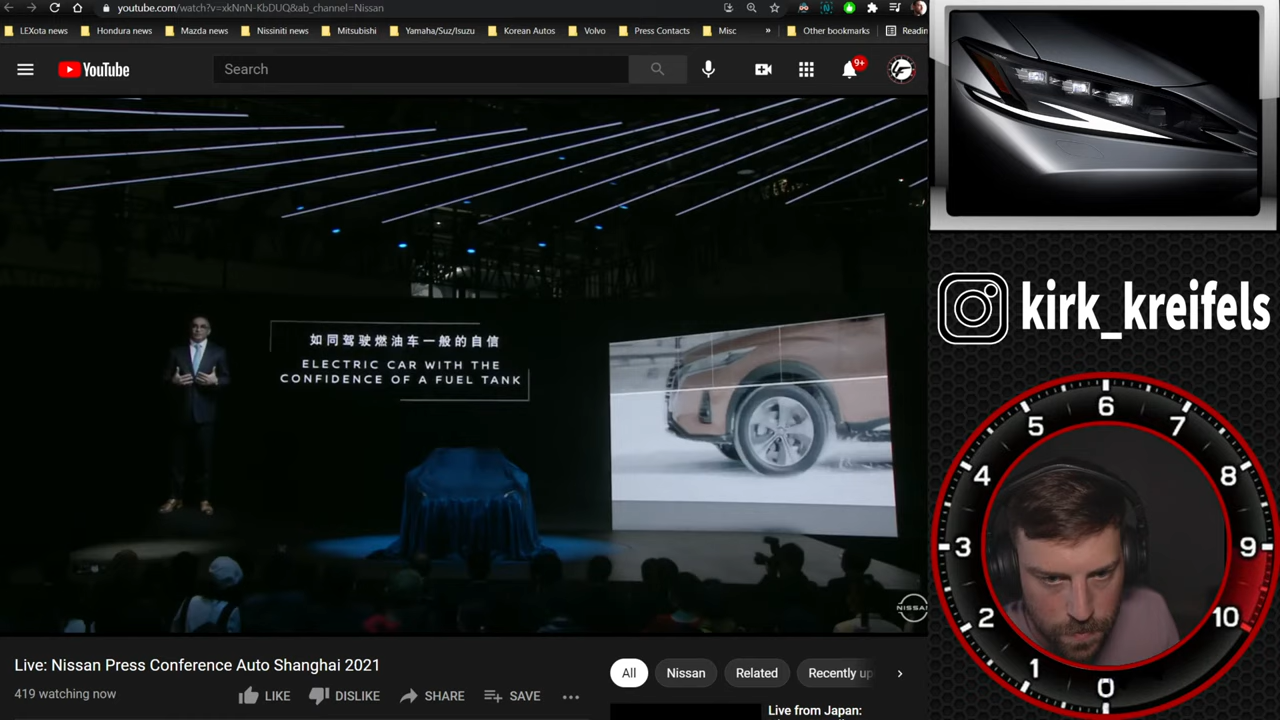 youtube.com/watch?v=xkNnN-KbDUQ&ab_channel=Nissan
LEXota news
Hondura news
Mazda news
Nissiniti news
Mitsibishi
Yamaha/Suz/Isuzu
Korean Autos
Volvo
Press Contacts
Misc
»
Other bookmarks
Readin
YouTube
Search
9+
如同驾驶燃油车一般的自信
ELECTRIC CAR WITH THE
CONFIDENCE OF A FUEL TANK
NISSAN
Live: Nissan Press Conference Auto Shanghai 2021
419 watching now
LIKE
DISLIKE
SHARE
SAVE
All
Nissan
Related
Recently up
Live from Japan:
kirk_kreifels
0
1
2
3
4
5
6
7
8
9
10